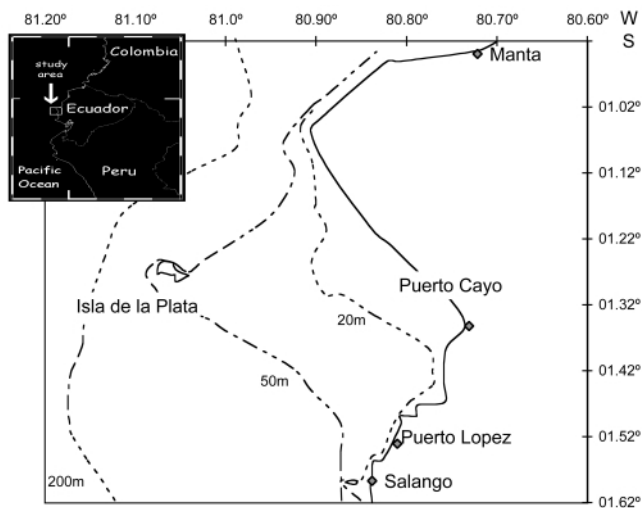 81.20º 81.10º 81.0º 80.90º 80.80º 80.70º 80.60º W
S
Colombia
study
area
Ecuador
Pacific
Ocean
Peru
Manta
01.02º
01.12º
01.22º
Puerto Cayo
Isla de la Plata
01.32º
20m
50m
01.42º
01.52º
Puerto Lopez
200m
Salango
01.62º